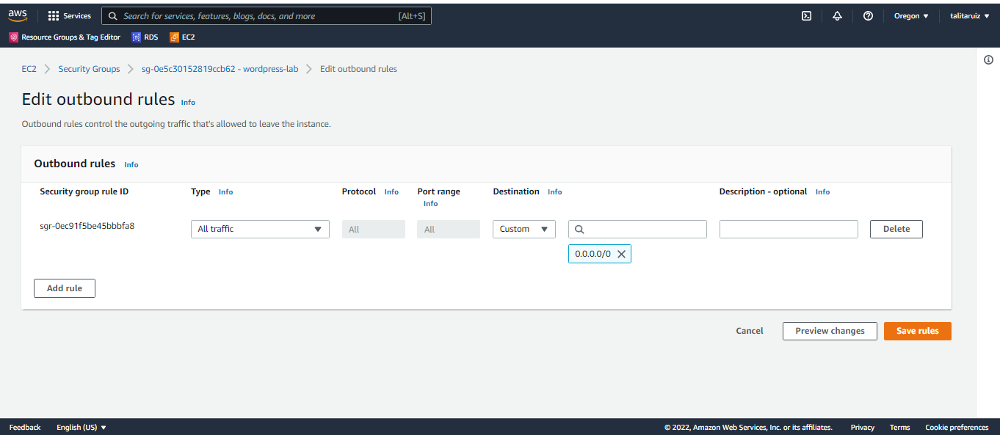 aws Services Search for services, features, blogs, docs, and more [Alt+S] Oregon ▼ talitaruiz ▼
Resource Groups & Tag Editor RDS EC2
EC2 > Security Groups > sg-0e5c30152819ccb62 - wordpress-lab > Edit outbound rules
Edit outbound rules Info
Outbound rules control the outgoing traffic that's allowed to leave the instance.
Outbound rules Info
Security group rule ID Type Info Protocol Info Port range Destination Info Description - optional Info
Info
sgr-0ec91f5be45bbbfa8 All traffic ▼ All All Custom ▼ Delete
0.0.0.0/0 ✕
Add rule
Cancel Preview changes Save rules
Feedback English (US) ▼ © 2022, Amazon Web Services, Inc. or its affiliates. Privacy Terms Cookie preferences